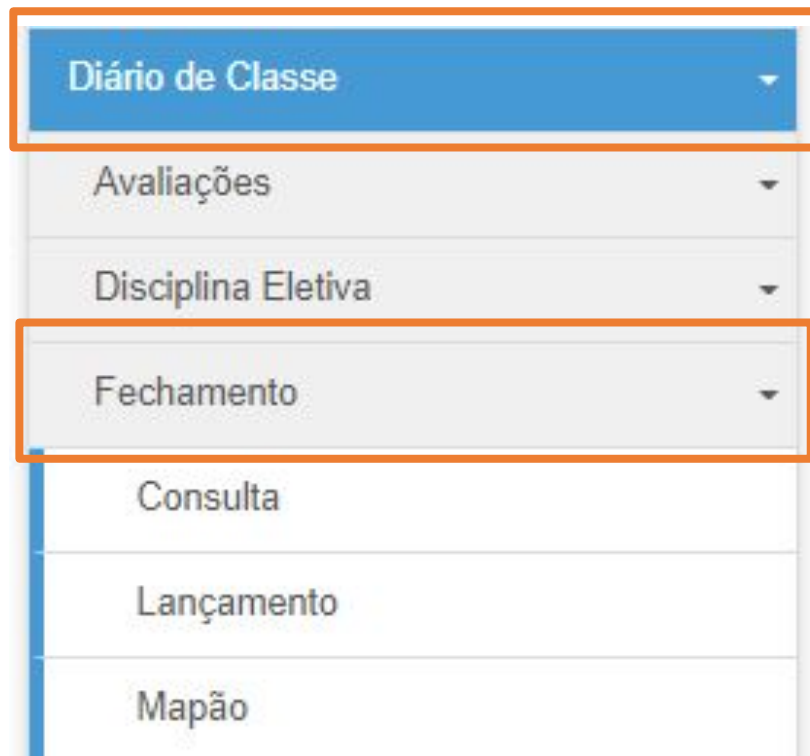 Diário de Classe
Avaliações
Disciplina Eletiva
Fechamento
Consulta
Lançamento
Mapão